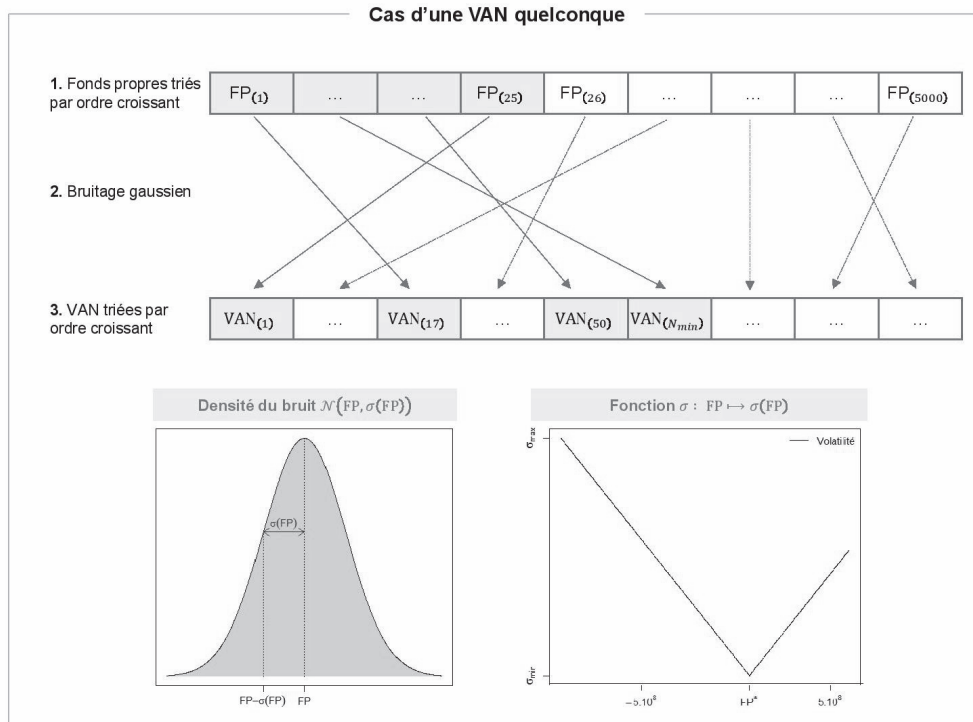 Cas d'une VAN quelconque
1. Fonds propres triés
par ordre croissant
FP(1) ... ... FP(25) FP(26) ... ... ... FP(5000)
2. Bruitage gaussien
3. VAN triées par
ordre croissant
VAN(1) ... VAN(17) ... VAN(50) VAN(Nmin) ... ... ...
Densité du bruit 𝒩(FP, σ(FP))
σ(FP)
FP−σ(FP) FP
Fonction σ : FP ⟼ σ(FP)
σmax
Volatilité
σmin
−5.10⁸ FP* 5.10⁸